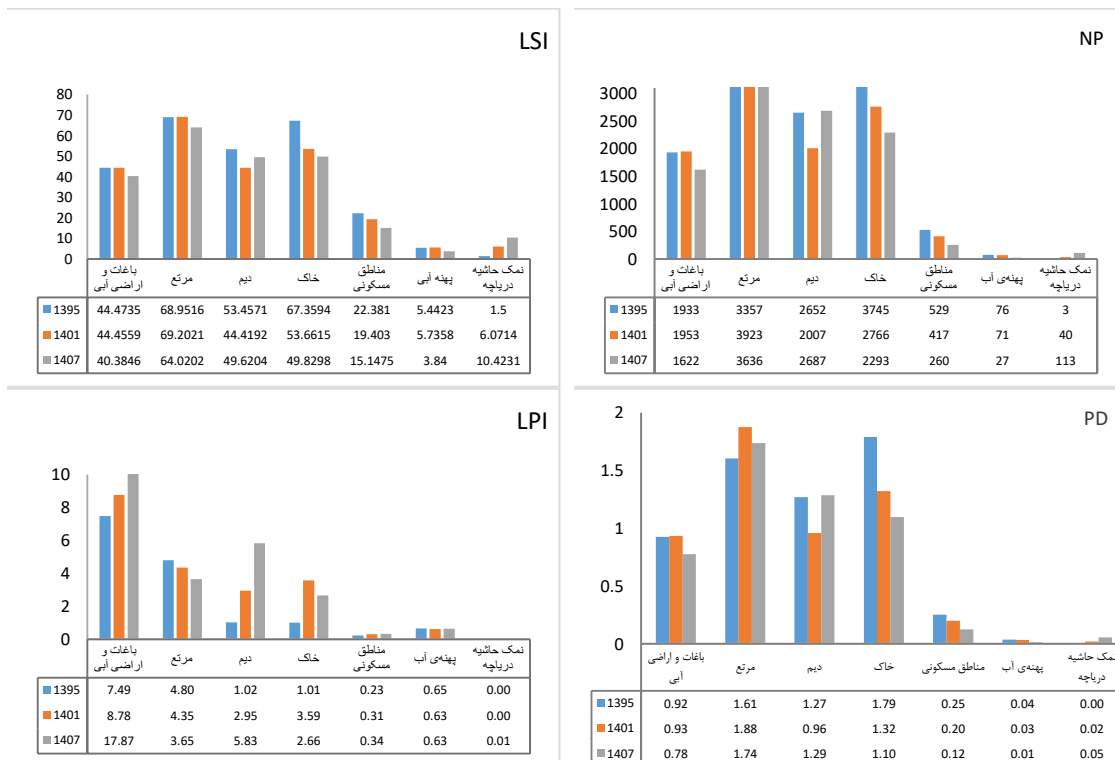 LSI
80
70
60
50
40
30
20
10
0
باغات و اراضی آبی مرتع دیم خاک مناطق مسکونی پهنه آبی نمک حاشیه دریاچه
1395 44.4735 68.9516 53.4571 67.3594 22.381 5.4423 1.5
1401 44.4559 69.2021 44.4192 53.6615 19.403 5.7358 6.0714
1407 40.3846 64.0202 49.6204 49.8298 15.1475 3.84 10.4231
NP
3000
2500
2000
1500
1000
500
0
باغات و اراضی آبی مرتع دیم خاک مناطق مسکونی پهنه‌ی آب نمک حاشیه دریاچه
1395 1933 3357 2652 3745 529 76 3
1401 1953 3923 2007 2766 417 71 40
1407 1622 3636 2687 2293 260 27 113
LPI
10
8
6
4
2
0
باغات و اراضی آبی مرتع دیم خاک مناطق مسکونی پهنه‌ی آب نمک حاشیه دریاچه
1395 7.49 4.80 1.02 1.01 0.23 0.65 0.00
1401 8.78 4.35 2.95 3.59 0.31 0.63 0.00
1407 17.87 3.65 5.83 2.66 0.34 0.63 0.01
PD
2
1.5
1
0.5
0
باغات و اراضی آبی مرتع دیم خاک مناطق مسکونی پهنه‌ی آب نمک حاشیه دریاچه
1395 0.92 1.61 1.27 1.79 0.25 0.04 0.00
1401 0.93 1.88 0.96 1.32 0.20 0.03 0.02
1407 0.78 1.74 1.29 1.10 0.12 0.01 0.05